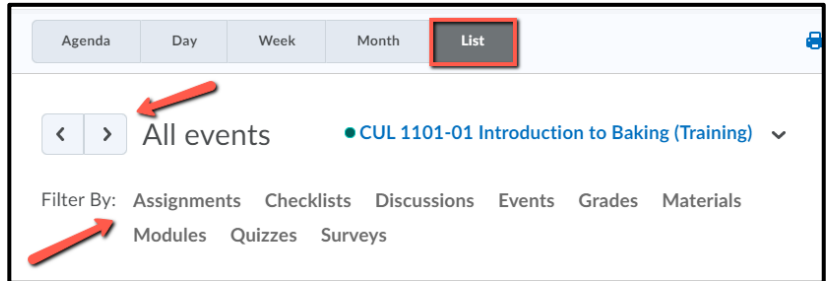 Agenda Day Week Month List
All events CUL 1101-01 Introduction to Baking (Training)
Filter By: Assignments Checklists Discussions Events Grades Materials
Modules Quizzes Surveys